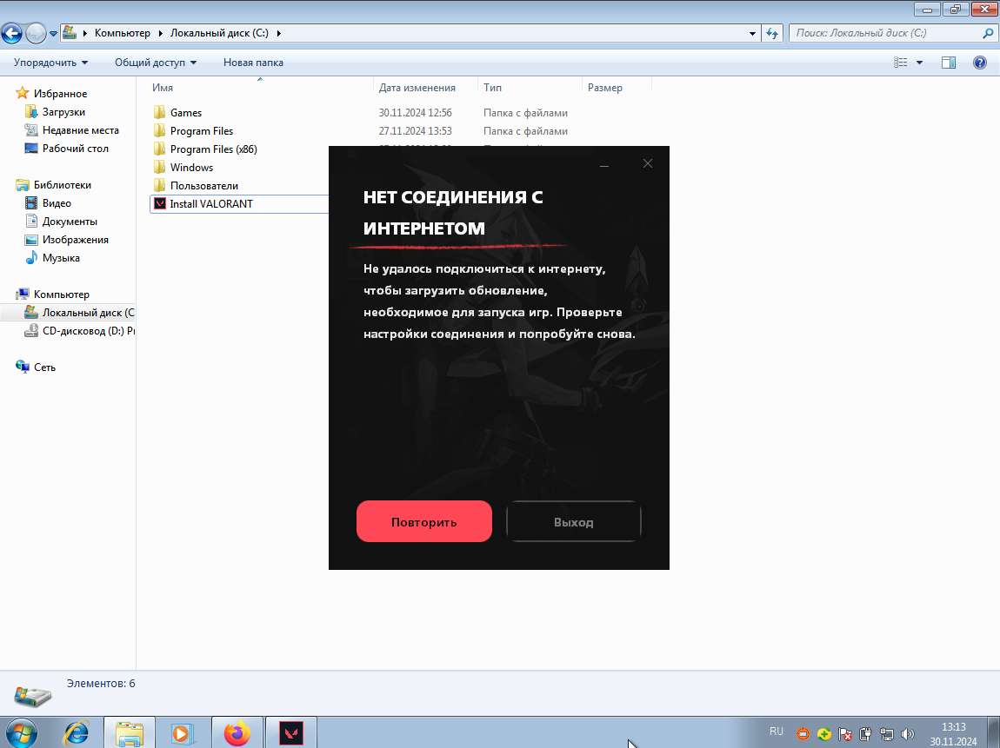 Компьютер
Локальный диск (C:)
Поиск: Локальный диск (C:)
Упорядочить
Общий доступ
Новая папка
Избранное
Загрузки
Недавние места
Рабочий стол
Библиотеки
Видео
Документы
Изображения
Музыка
Компьютер
Локальный диск (C
CD-дисковод (D:) Pr
Сеть
Имя
Дата изменения
Тип
Размер
Games
30.11.2024 12:56
Папка с файлами
Program Files
27.11.2024 13:53
Папка с файлами
Program Files (x86)
Windows
Пользователи
Install VALORANT
НЕТ СОЕДИНЕНИЯ С
ИНТЕРНЕТОМ
Не удалось подключиться к интернету,
чтобы загрузить обновление,
необходимое для запуска игр. Проверьте
настройки соединения и попробуйте снова.
Повторить
Выход
Элементов: 6
RU
13:13
30.11.2024